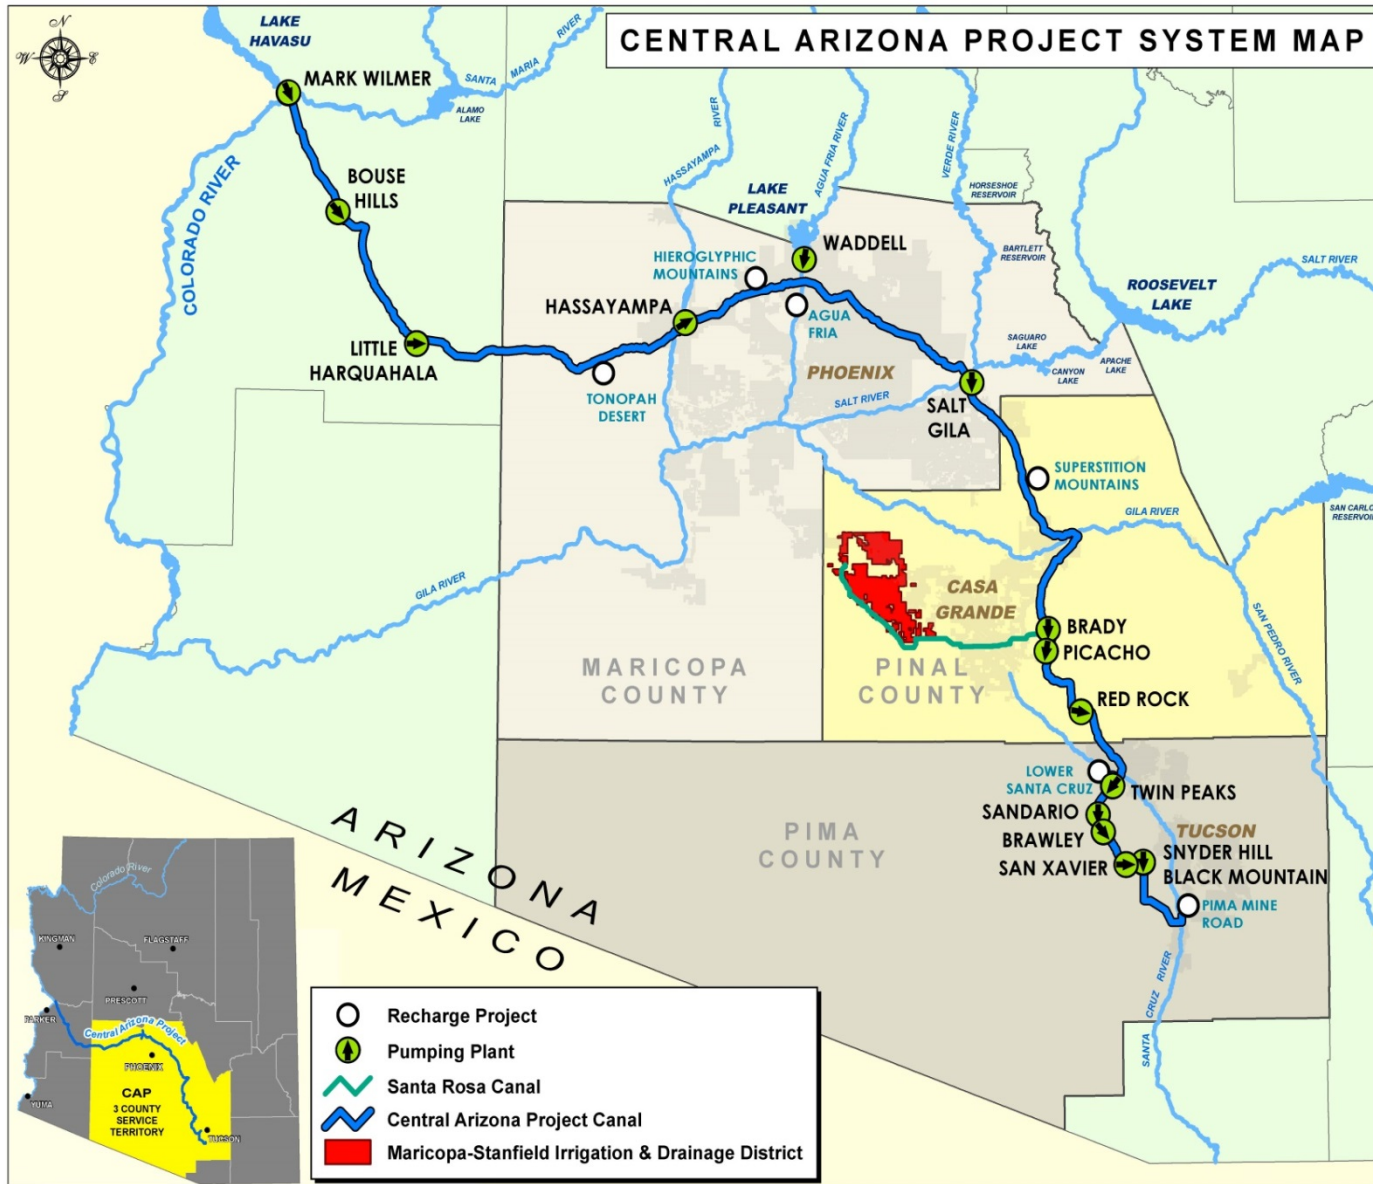 CENTRAL ARIZONA PROJECT SYSTEM MAP
N
W
E
S
LAKE
HAVASU
MARK WILMER
SANTA MARIA RIVER
ALAMO
LAKE
COLORADO RIVER
BOUSE
HILLS
LITTLE
HARQUAHALA
HASSAYAMPA RIVER
AGUA FRIA RIVER
VERDE RIVER
LAKE
PLEASANT
WADDELL
HIEROGLYPHIC
MOUNTAINS
HASSAYAMPA
AGUA
FRIA
TONOPAH
DESERT
HORSESHOE
RESERVOIR
BARTLETT
RESERVOIR
ROOSEVELT
LAKE
SALT RIVER
SAGUARO
LAKE
CANYON
LAKE
APACHE
LAKE
PHOENIX
SALT RIVER
SALT
GILA
SUPERSTITION
MOUNTAINS
GILA RIVER
SAN CARLO
RESERVOIR
GILA RIVER
CASA
GRANDE
BRADY
PICACHO
SAN PEDRO RIVER
MARICOPA
COUNTY
PINAL
COUNTY
RED ROCK
LOWER
SANTA CRUZ
TWIN PEAKS
SANDARIO
BRAWLEY
SAN XAVIER
TUCSON
SNYDER HILL
BLACK MOUNTAIN
PIMA
COUNTY
PIMA MINE
ROAD
SANTA CRUZ RIVER
ARIZONA
MEXICO
Colorado River
KINGMAN
FLAGSTAFF
PRESCOTT
PARKER
Central Arizona Project
PHOENIX
CAP
3 COUNTY
SERVICE
TERRITORY
YUMA
TUCSON
Recharge Project
Pumping Plant
Santa Rosa Canal
Central Arizona Project Canal
Maricopa-Stanfield Irrigation & Drainage District